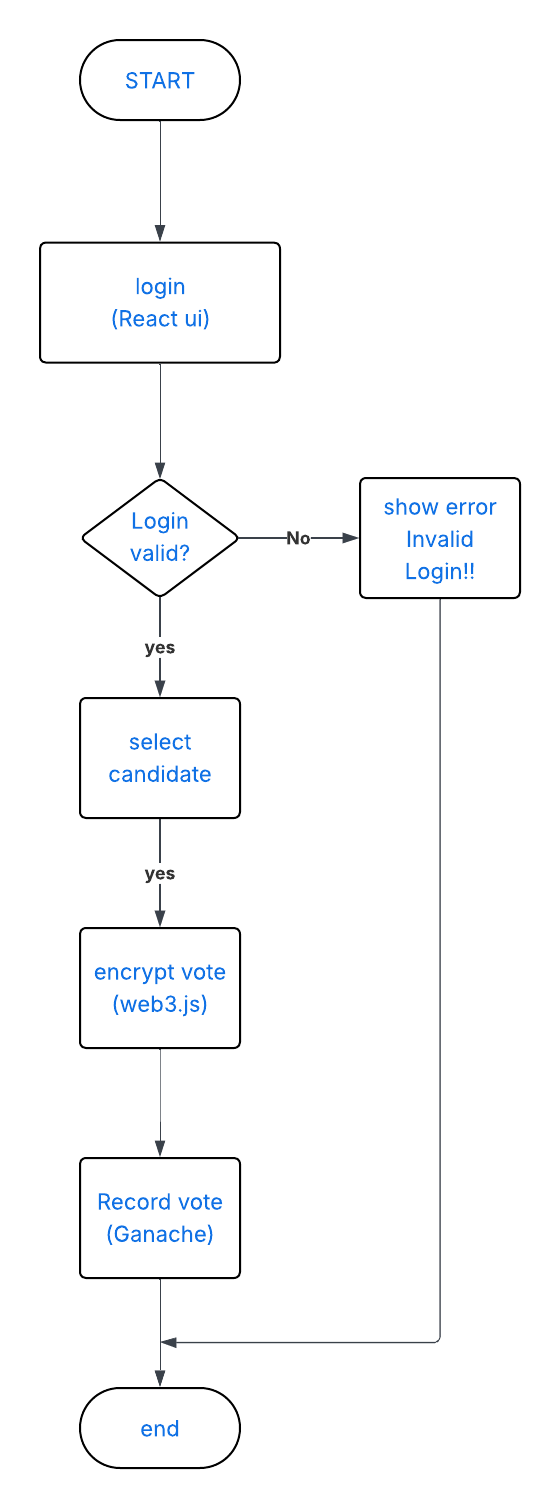 START
login
(React ui)
Login
valid?
No
show error
Invalid
Login!!
yes
select
candidate
yes
encrypt vote
(web3.js)
Record vote
(Ganache)
end